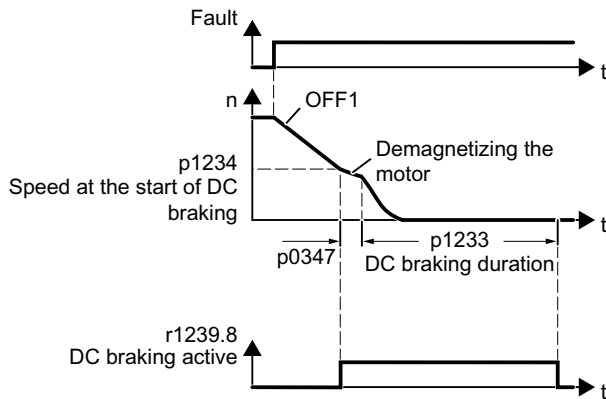 Fault
t
n
OFF1
p1234
Speed at the start of DC
braking
Demagnetizing the
motor
t
p0347
p1233
DC braking duration
r1239.8
DC braking active
t